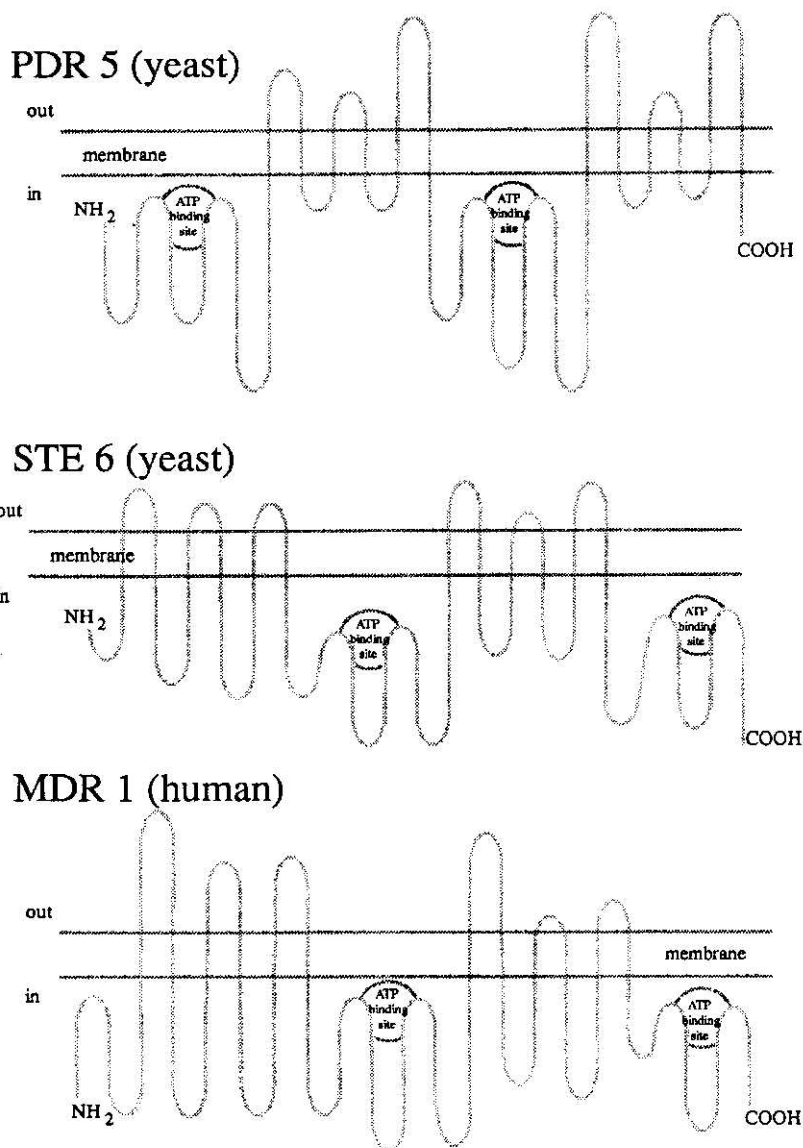 PDR 5 (yeast)
out
membrane
in
NH2
ATP
binding
site
ATP
binding
site
COOH
STE 6 (yeast)
out
membrane
in
NH2
ATP
binding
site
ATP
binding
site
COOH
MDR 1 (human)
out
membrane
in
ATP
binding
site
ATP
binding
site
NH2
COOH